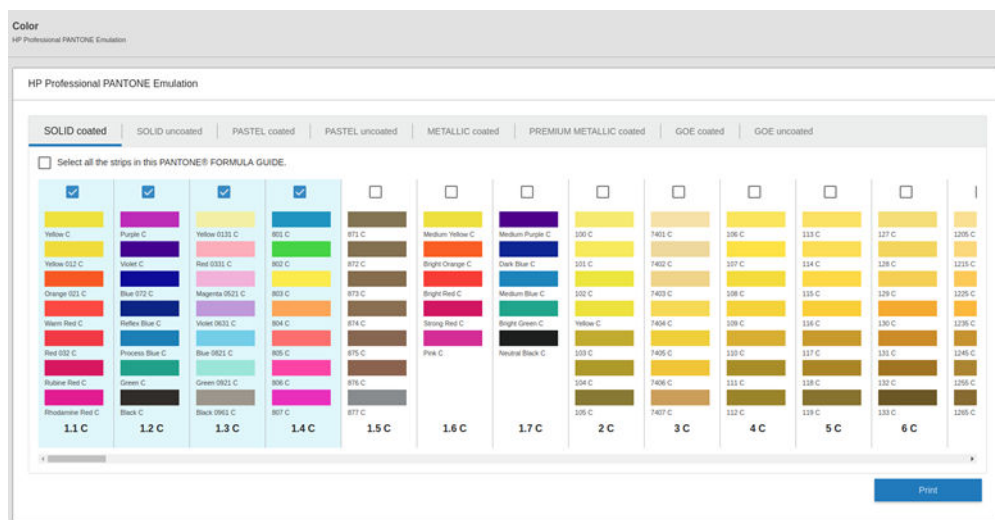 Color
HP Professional PANTONE Emulation
HP Professional PANTONE Emulation
SOLID coated
SOLID uncoated
PASTEL coated
PASTEL uncoated
METALLIC coated
PREMIUM METALLIC coated
GOE coated
GOE uncoated
Select all the strips in this PANTONE® FORMULA GUIDE.
Yellow C
Purple C
Yellow 0131 C
801 C
871 C
Medium Yellow C
Medium Purple C
100 C
7401 C
106 C
113 C
127 C
1205 C
Yellow 012 C
Violet C
Red 0331 C
802 C
872 C
Bright Orange C
Dark Blue C
101 C
7402 C
107 C
114 C
128 C
1215 C
Orange 021 C
Blue 072 C
Magenta 0521 C
803 C
873 C
Bright Red C
Medium Blue C
102 C
7403 C
108 C
115 C
129 C
1225 C
Warm Red C
Reflex Blue C
Violet 0631 C
804 C
874 C
Strong Red C
Bright Green C
Yellow C
7404 C
109 C
116 C
130 C
1235 C
Red 032 C
Process Blue C
Blue 0821 C
805 C
875 C
Pink C
Neutral Black C
103 C
7405 C
110 C
117 C
131 C
1245 C
Rubine Red C
Green C
Green 0921 C
806 C
876 C
104 C
7406 C
111 C
118 C
132 C
1255 C
Rhodamine Red C
Black C
Black 0961 C
807 C
877 C
105 C
7407 C
112 C
119 C
133 C
1265 C
1.1 C
1.2 C
1.3 C
1.4 C
1.5 C
1.6 C
1.7 C
2 C
3 C
4 C
5 C
6 C
Print